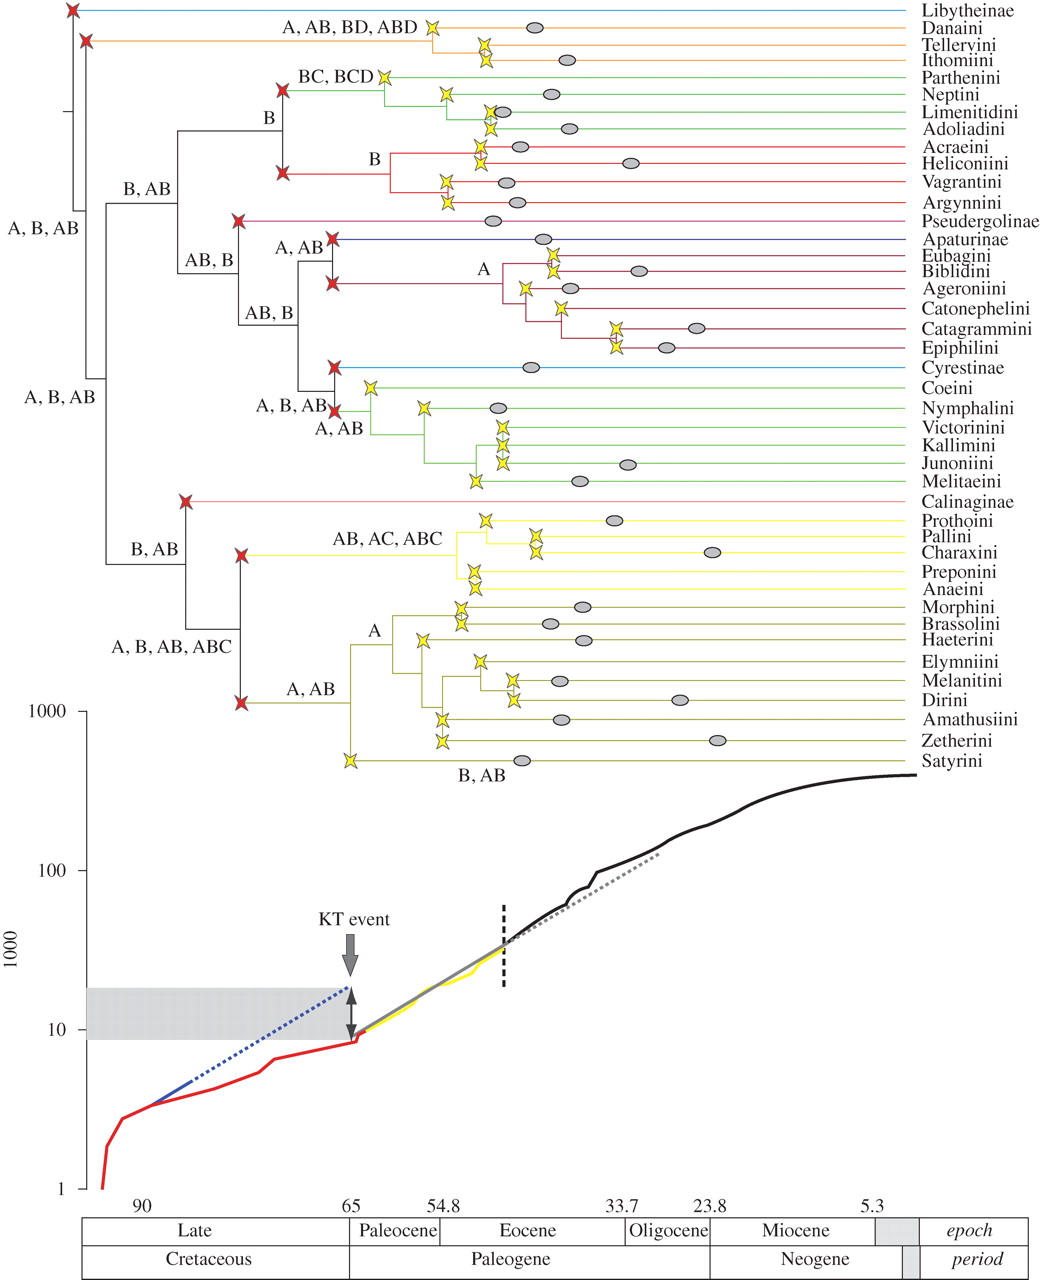 Libytheinae
A, AB, BD, ABD
Danaini
Tellervini
Ithomiini
BC, BCD
Parthenini
Neptini
B
Limenitidini
Adoliadini
Acraeini
B
Heliconiini
B, AB
Vagrantini
Argynnini
Pseudergolinae
A, B, AB
Apaturinae
A, AB
Eubagini
AB, B
A
Biblidini
Ageroniini
Catonephelini
AB, B
Catagrammini
Epiphilini
Cyrestinae
Coeini
A, B, AB
A, B, AB
Nymphalini
A, AB
Victorinini
Kallimini
Junoniini
Melitaeini
Calinaginae
Prothoini
AB, AC, ABC
Pallini
B, AB
Charaxini
Preponini
Anaeini
Morphini
Brassolini
A
Haeterini
A, B, AB, ABC
Elymniini
Melanitini
A, AB
Dirini
1000
Amathusiini
Zetherini
Satyrini
B, AB
100
KT event
1000
10
1
90 65 54.8 33.7 23.8 5.3
Late Paleocene Eocene Oligocene Miocene epoch
Cretaceous Paleogene Neogene period